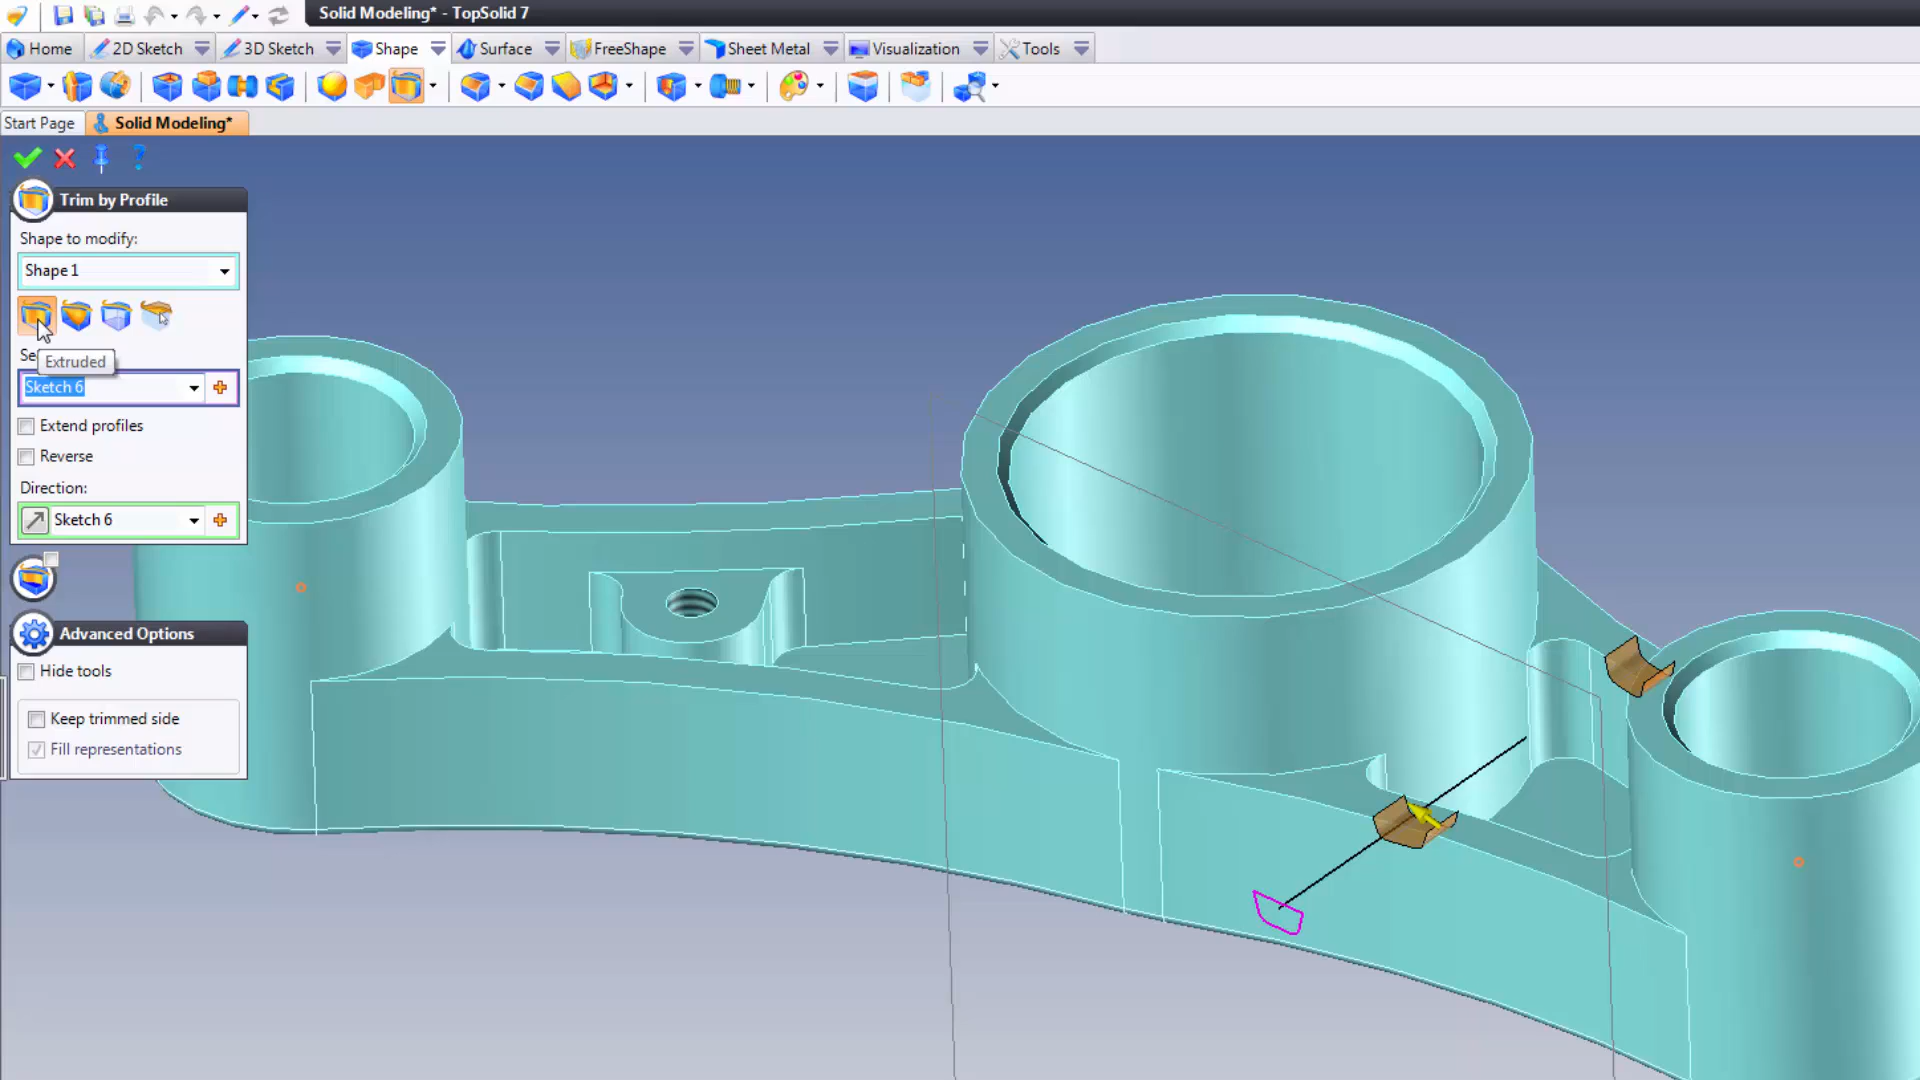 Solid Modeling* - TopSolid 7
Home 2D Sketch 3D Sketch Shape Surface FreeShape Sheet Metal Visualization Tools
Start Page Solid Modeling*
Trim by Profile
Shape to modify:
Shape 1
Se
Extruded
Sketch 6
Extend profiles
Reverse
Direction:
Sketch 6
Advanced Options
Hide tools
Keep trimmed side
Fill representations